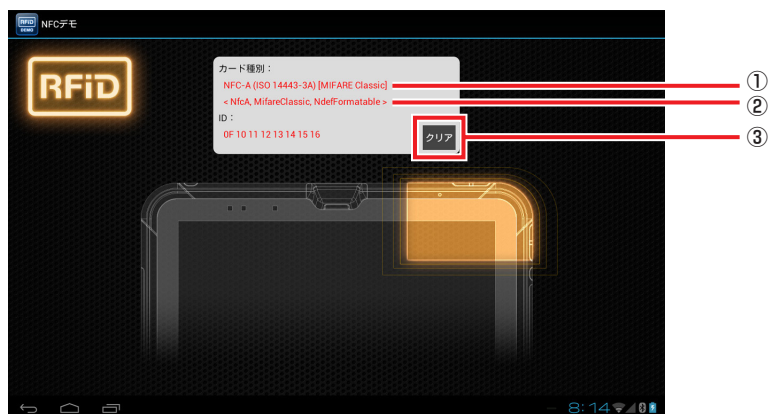 RFiD
DEMO
NFCデモ
RFiD
カード種別：
NFC-A (ISO 14443-3A) [MIFARE Classic]
< NfcA, MifareClassic, NdefFormatable >
ID：
0F 10 11 12 13 14 15 16
クリア
①
②
③
8:14